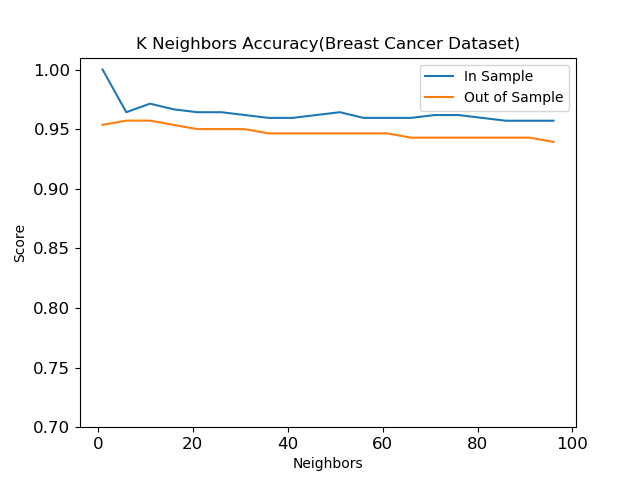 K Neighbors Accuracy(Breast Cancer Dataset)
In Sample
Out of Sample
1.00
0.95
0.90
0.85
0.80
0.75
0.70
Score
0 20 40 60 80 100
Neighbors